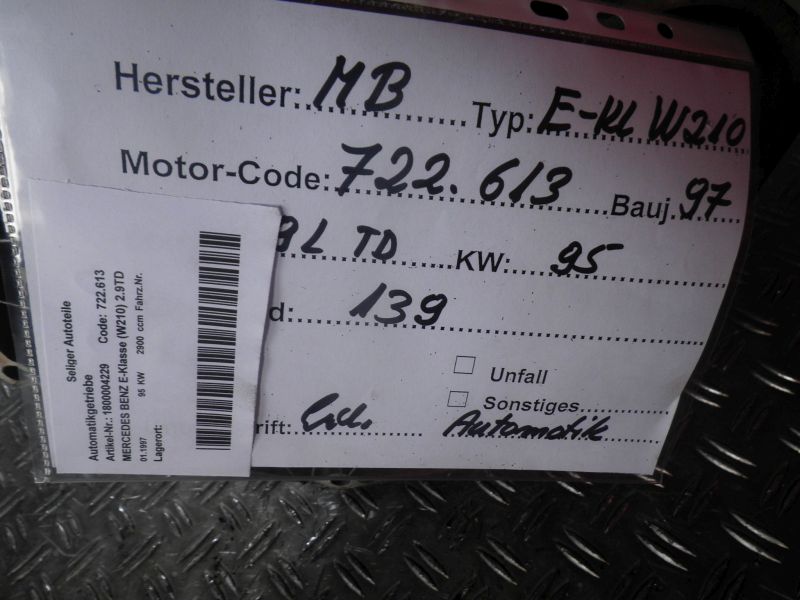 Hersteller: MB Typ: E-KL W210
Motor-Code: 722.613 Bauj. 97
9L TD KW: 95
d: 139
Unfall
Sonstiges
rift: Automatik
Seliger Autoteile
Automatikgetriebe
Artikel-Nr.: 1800004229 Code: 722.613
MERCEDES BENZ E-Klasse (W210) 2.9TD
01.1997 95 KW 2900 ccm Fahrz.Nr.
Lagerort: